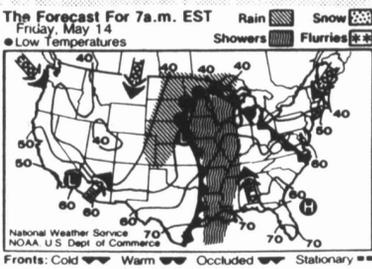 The Forecast For 7a.m. EST
Friday, May 14
Low Temperatures
Rain
Snow
Showers
Flurries
40
40
40
40
40
40
50
50
60
60
60
60
60
70
70
70
70
L
H
National Weather Service
NOAA, U S Dept of Commerce
Fronts: Cold
Warm
Occluded
Stationary